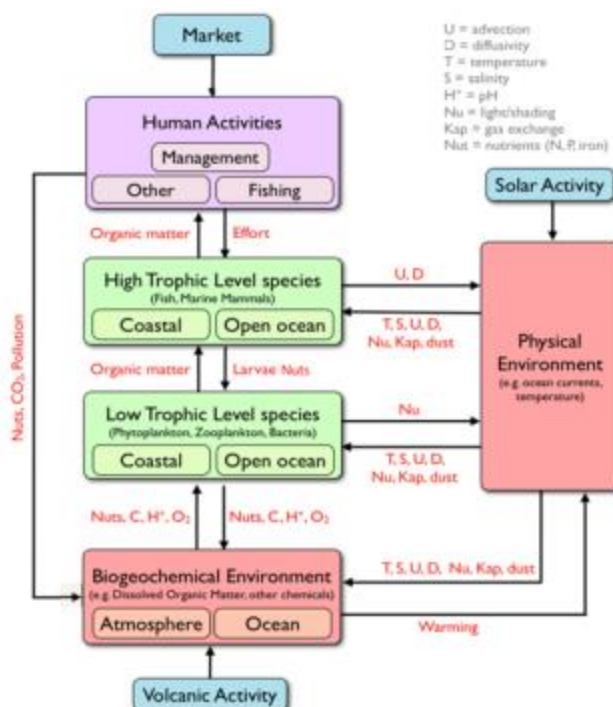 Market
U = advection
D = diffusivity
T = temperature
S = salinity
H⁺ = pH
Nu = light/shading
Kap = gas exchange
Nut = nutrients (N, P, iron)
Human Activities
Management
Other
Fishing
Solar Activity
Organic matter
Effort
High Trophic Level species
(Fish, Marine Mammals)
Coastal
Open ocean
U, D
T, S, U, D,
Nu, Kap, dust
Physical
Environment
(e.g. ocean currents,
temperature)
Nuts, CO₂, Pollution
Organic matter
Larvae Nuts
Low Trophic Level species
(Phytoplankton, Zooplankton, Bacteria)
Coastal
Open ocean
Nu
T, S, U, D,
Nu, Kap, dust
Nuts, C, H⁺, O₂
Nuts, C, H⁺, O₂
Biogeochemical Environment
(e.g. Dissolved Organic Matter, other chemicals)
Atmosphere
Ocean
T, S, U, D, Nu, Kap, dust
Warming
Volcanic Activity